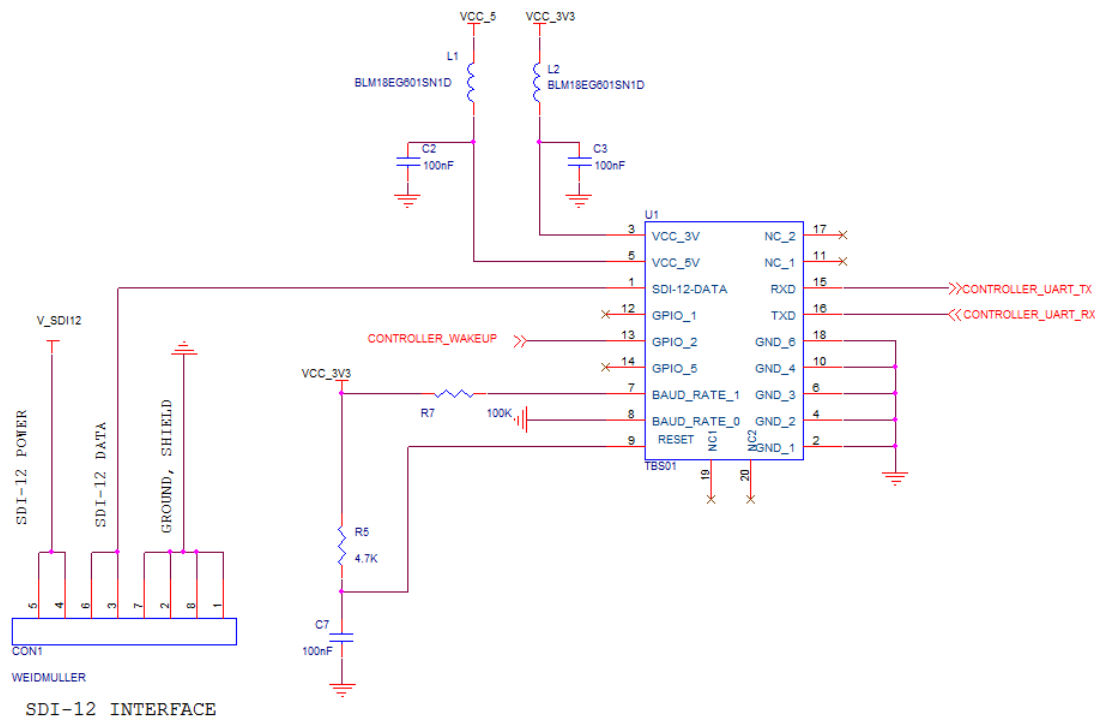 VCC_5 VCC_3V3
L1
BLM18EG601SN1D
L2
BLM18EG601SN1D
C2
100nF
C3
100nF
U1
3 VCC_3V NC_2 17
5 VCC_5V NC_1 11
1 SDI-12-DATA RXD 15 CONTROLLER_UART_TX
12 GPIO_1 TXD 16 CONTROLLER_UART_RX
CONTROLLER_WAKEUP 13 GPIO_2 GND_6 18
14 GPIO_5 GND_4 10
7 BAUD_RATE_1 GND_3 6
8 BAUD_RATE_0 GND_2 4
9 RESET GND_1 2
NC1 NC2
19 20
TBS01
V_SDI12
VCC_3V3
R7 100K
SDI-12 POWER
SDI-12 DATA
GROUND, SHIELD
R5
4.7K
C7
100nF
5 4 6 3 7 2 8 1
CON1
WEIDMULLER
SDI-12 INTERFACE